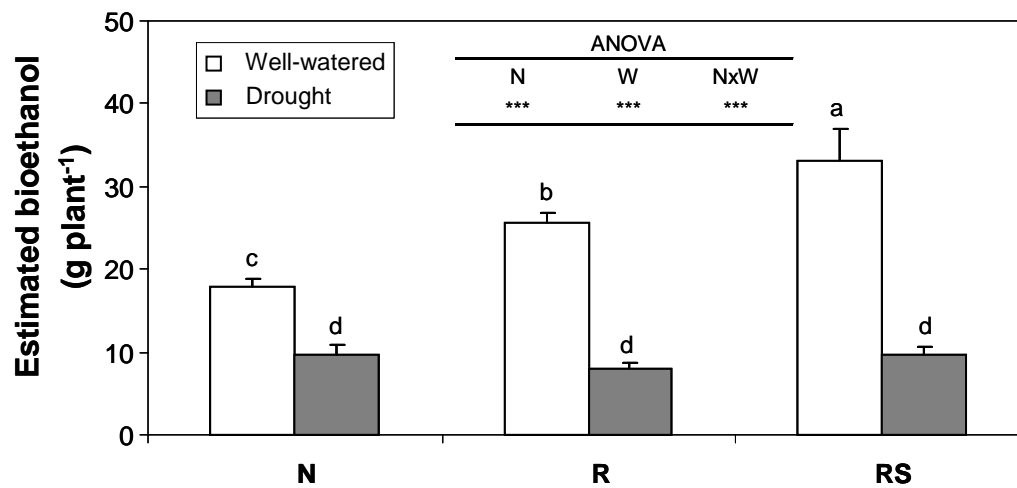 Estimated bioethanol
(g plant-1)
50
40
30
20
10
0
Well-watered
Drought
ANOVA
N W NxW
*** *** ***
c
d
b
d
a
d
N R RS